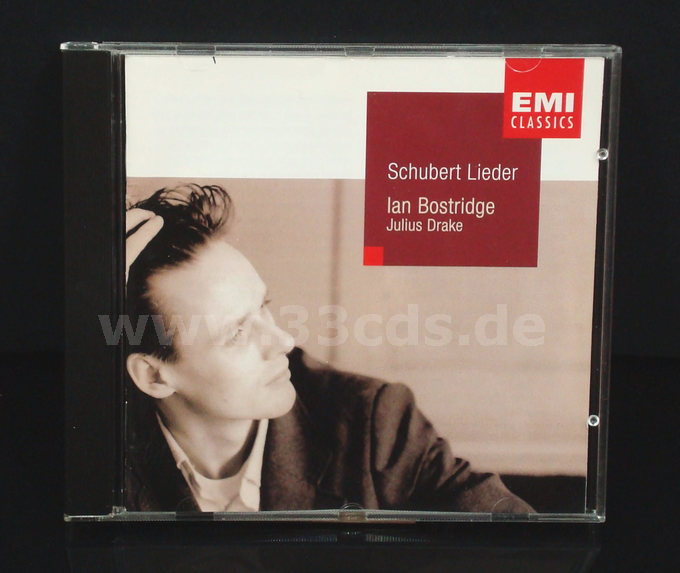 EMI
CLASSICS
Schubert Lieder
Ian Bostridge
Julius Drake
www.33cds.de